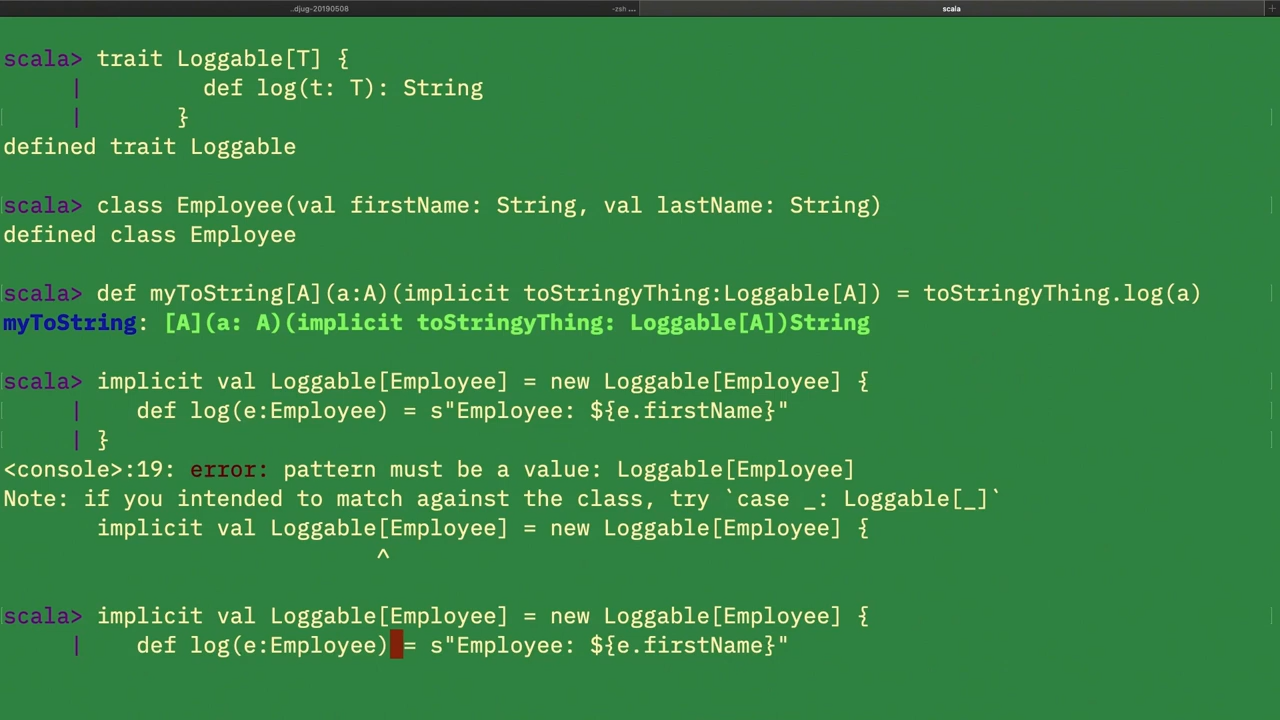 ..djug-20190508
-zsh ...
scala
+
scala> trait Loggable[T] {
| def log(t: T): String
| }
defined trait Loggable
scala> class Employee(val firstName: String, val lastName: String)
defined class Employee
scala> def myToString[A](a:A)(implicit toStringyThing:Loggable[A]) = toStringyThing.log(a)
myToString: [A](a: A)(implicit toStringyThing: Loggable[A])String
scala> implicit val Loggable[Employee] = new Loggable[Employee] {
| def log(e:Employee) = s"Employee: ${e.firstName}"
| }
<console>:19: error: pattern must be a value: Loggable[Employee]
Note: if you intended to match against the class, try `case _: Loggable[_]`
implicit val Loggable[Employee] = new Loggable[Employee] {
^
scala> implicit val Loggable[Employee] = new Loggable[Employee] {
| def log(e:Employee) = s"Employee: ${e.firstName}"